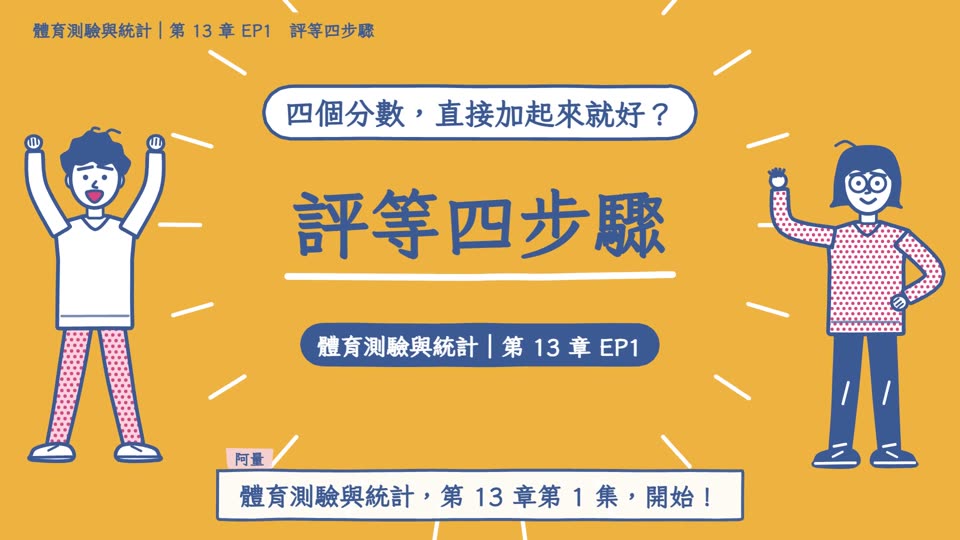 體育測驗與統計｜第 13 章 EP1　評等四步驟
四個分數，直接加起來就好？
評等四步驟
體育測驗與統計｜第 13 章 EP1
阿量
體育測驗與統計，第 13 章第 1 集，開始！